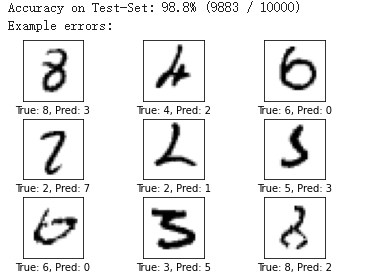 Accuracy on Test-Set: 98.8% (9883 / 10000)
Example errors:
True: 8, Pred: 3
True: 4, Pred: 2
True: 6, Pred: 0
True: 2, Pred: 7
True: 2, Pred: 1
True: 5, Pred: 3
True: 6, Pred: 0
True: 3, Pred: 5
True: 8, Pred: 2